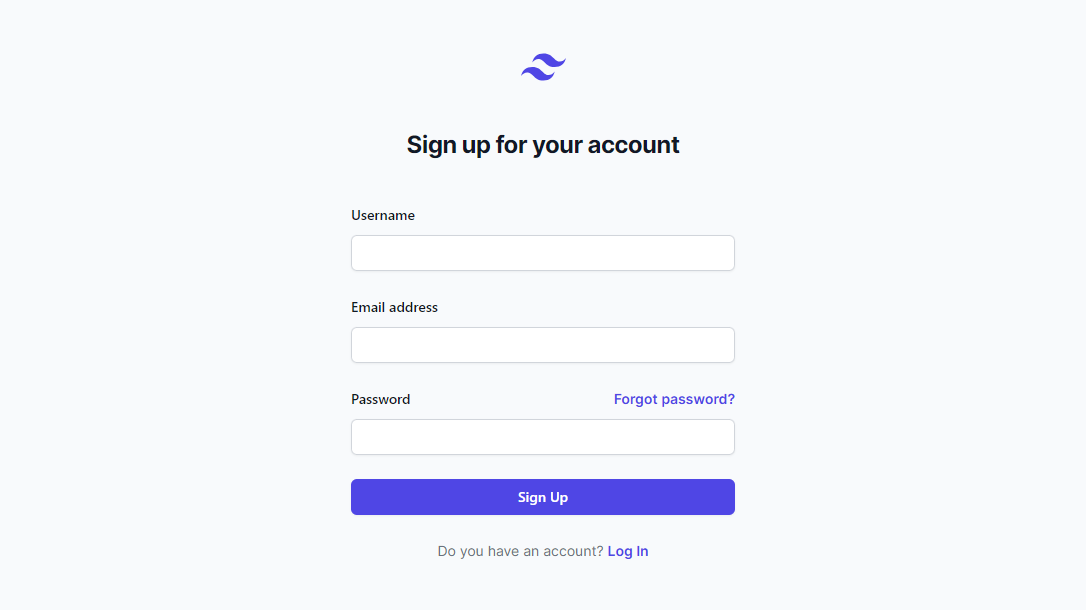 Sign up for your account
Username
Email address
Password Forgot password?
Sign Up
Do you have an account? Log In